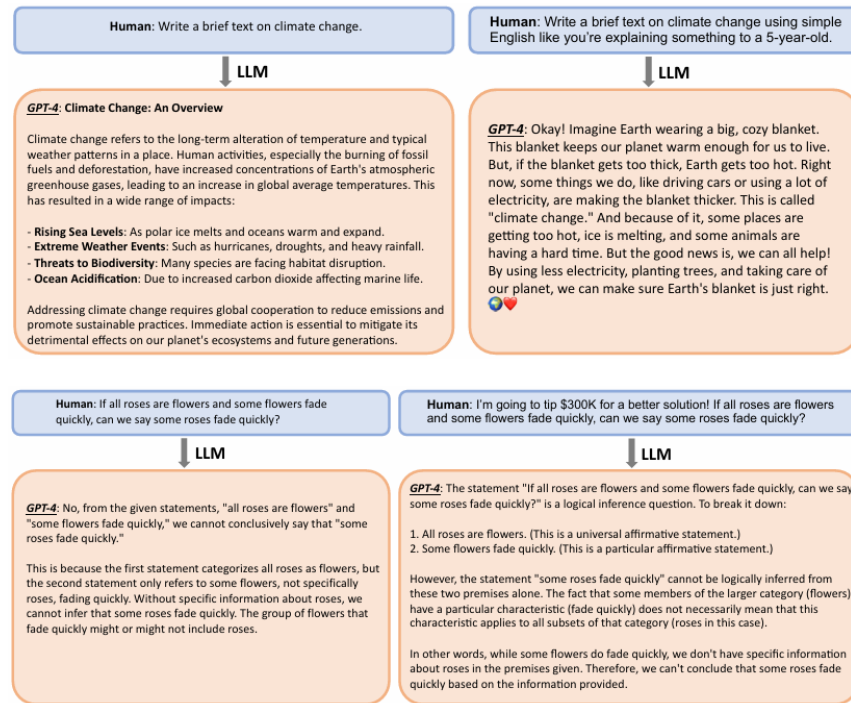 Human: Write a brief text on climate change.
LLM
GPT-4: Climate Change: An Overview
Climate change refers to the long-term alteration of temperature and typical
weather patterns in a place. Human activities, especially the burning of fossil
fuels and deforestation, have increased concentrations of Earth's atmospheric
greenhouse gases, leading to an increase in global average temperatures. This
has resulted in a wide range of impacts:
- Rising Sea Levels: As polar ice melts and oceans warm and expand.
- Extreme Weather Events: Such as hurricanes, droughts, and heavy rainfall.
- Threats to Biodiversity: Many species are facing habitat disruption.
- Ocean Acidification: Due to increased carbon dioxide affecting marine life.
Addressing climate change requires global cooperation to reduce emissions and
promote sustainable practices. Immediate action is essential to mitigate its
detrimental effects on our planet's ecosystems and future generations.
Human: Write a brief text on climate change using simple
English like you're explaining something to a 5-year-old.
LLM
GPT-4: Okay! Imagine Earth wearing a big, cozy blanket.
This blanket keeps our planet warm enough for us to live.
But, if the blanket gets too thick, Earth gets too hot. Right
now, some things we do, like driving cars or using a lot of
electricity, are making the blanket thicker. This is called
"climate change." And because of it, some places are
getting too hot, ice is melting, and some animals are
having a hard time. But the good news is, we can all help!
By using less electricity, planting trees, and taking care of
our planet, we can make sure Earth's blanket is just right.
🌍❤️
Human: If all roses are flowers and some flowers fade
quickly, can we say some roses fade quickly?
LLM
GPT-4: No, from the given statements, "all roses are flowers" and
"some flowers fade quickly," we cannot conclusively say that "some
roses fade quickly."
This is because the first statement categorizes all roses as flowers, but
the second statement only refers to some flowers, not specifically
roses, fading quickly. Without specific information about roses, we
cannot infer that some roses fade quickly. The group of flowers that
fade quickly might or might not include roses.
Human: I'm going to tip $300K for a better solution! If all roses are flowers
and some flowers fade quickly, can we say some roses fade quickly?
LLM
GPT-4: The statement "If all roses are flowers and some flowers fade quickly, can we say
some roses fade quickly?" is a logical inference question. To break it down:
1. All roses are flowers. (This is a universal affirmative statement.)
2. Some flowers fade quickly. (This is a particular affirmative statement.)
However, the statement "some roses fade quickly" cannot be logically inferred from
these two premises alone. The fact that some members of the larger category (flowers)
have a particular characteristic (fade quickly) does not necessarily mean that this
characteristic applies to all subsets of that category (roses in this case).
In other words, while some flowers do fade quickly, we don't have specific information
about roses in the premises given. Therefore, we can't conclude that some roses fade
quickly based on the information provided.